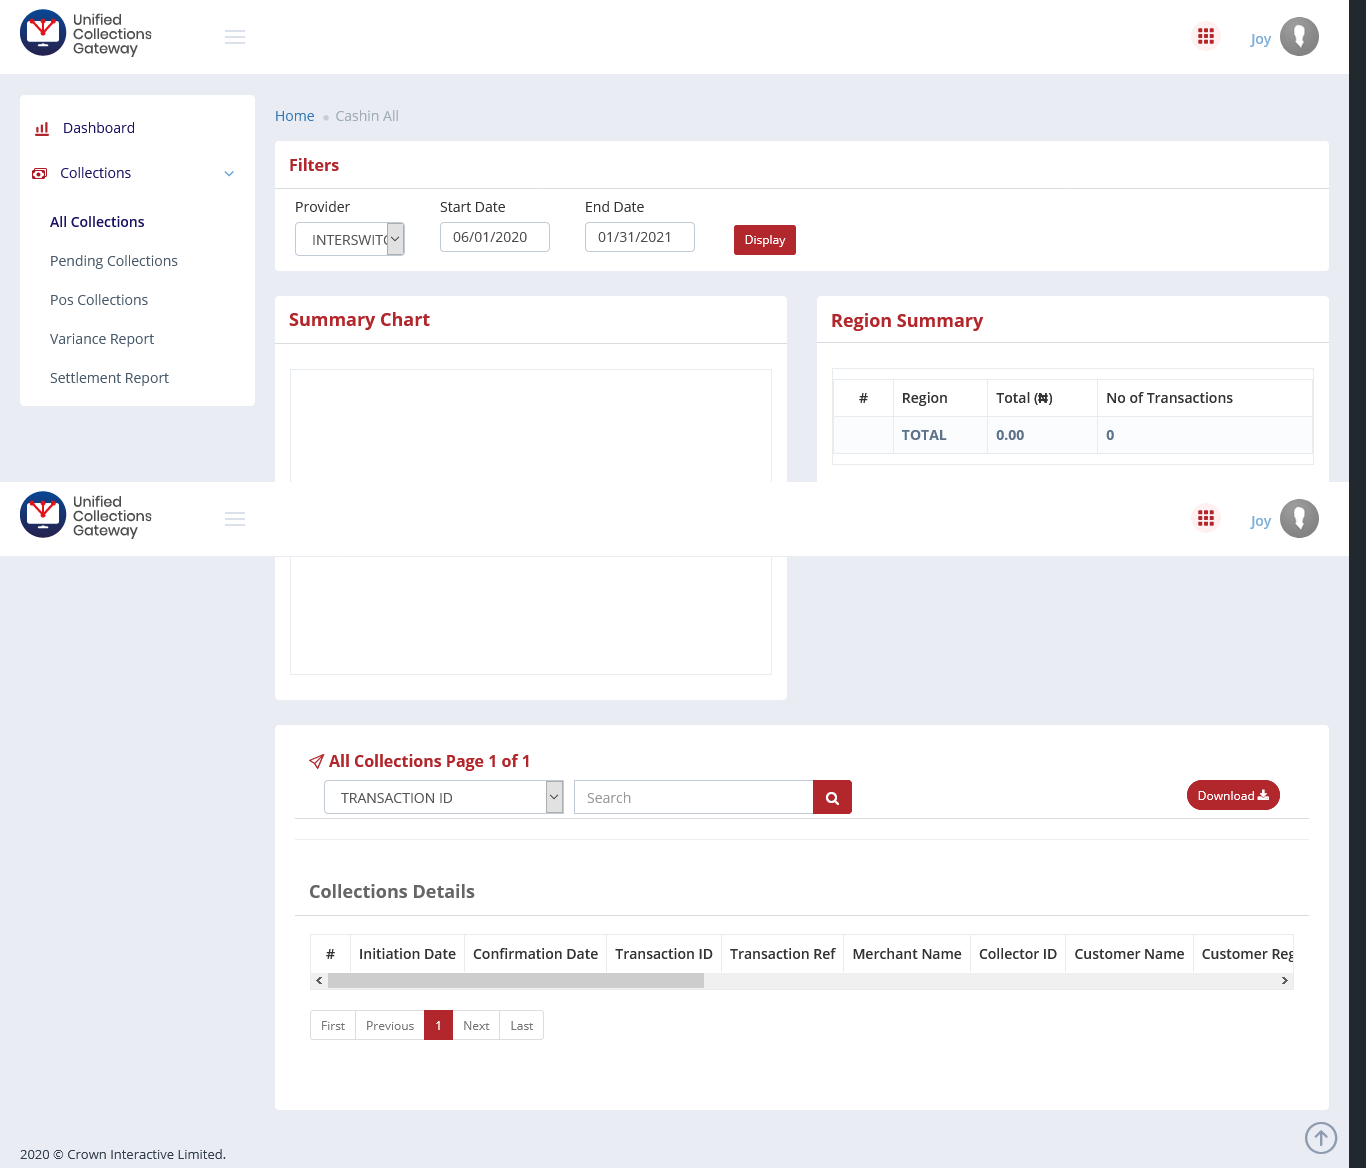 Unified
Collections
Gateway
Joy
Dashboard
Collections
All Collections
Pending Collections
Pos Collections
Variance Report
Settlement Report
Home Cashin All
Filters
Provider Start Date End Date
INTERSWITC 06/01/2020 01/31/2021 Display
Summary Chart
Region Summary
# Region Total (₦) No of Transactions
TOTAL 0.00 0
Unified
Collections
Gateway
Joy
All Collections Page 1 of 1
TRANSACTION ID Search Download
Collections Details
# Initiation Date Confirmation Date Transaction ID Transaction Ref Merchant Name Collector ID Customer Name Customer Reg
First Previous 1 Next Last
2020 © Crown Interactive Limited.